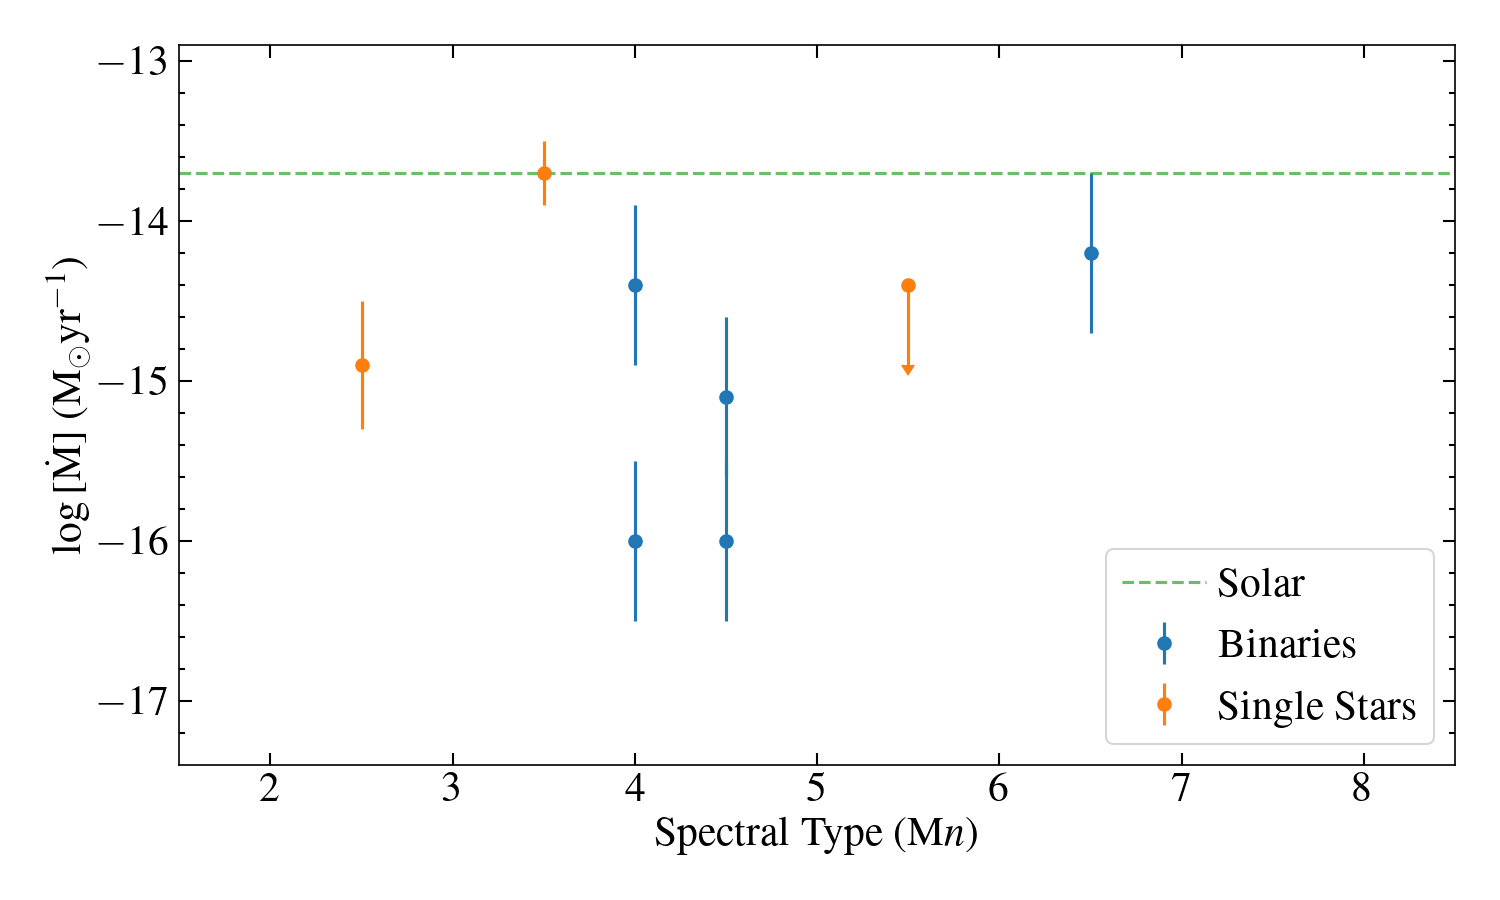 −13
−14
−15
−16
−17
log [Ṁ] (M☉yr⁻¹)
2 3 4 5 6 7 8
Spectral Type (Mn)
Solar
Binaries
Single Stars